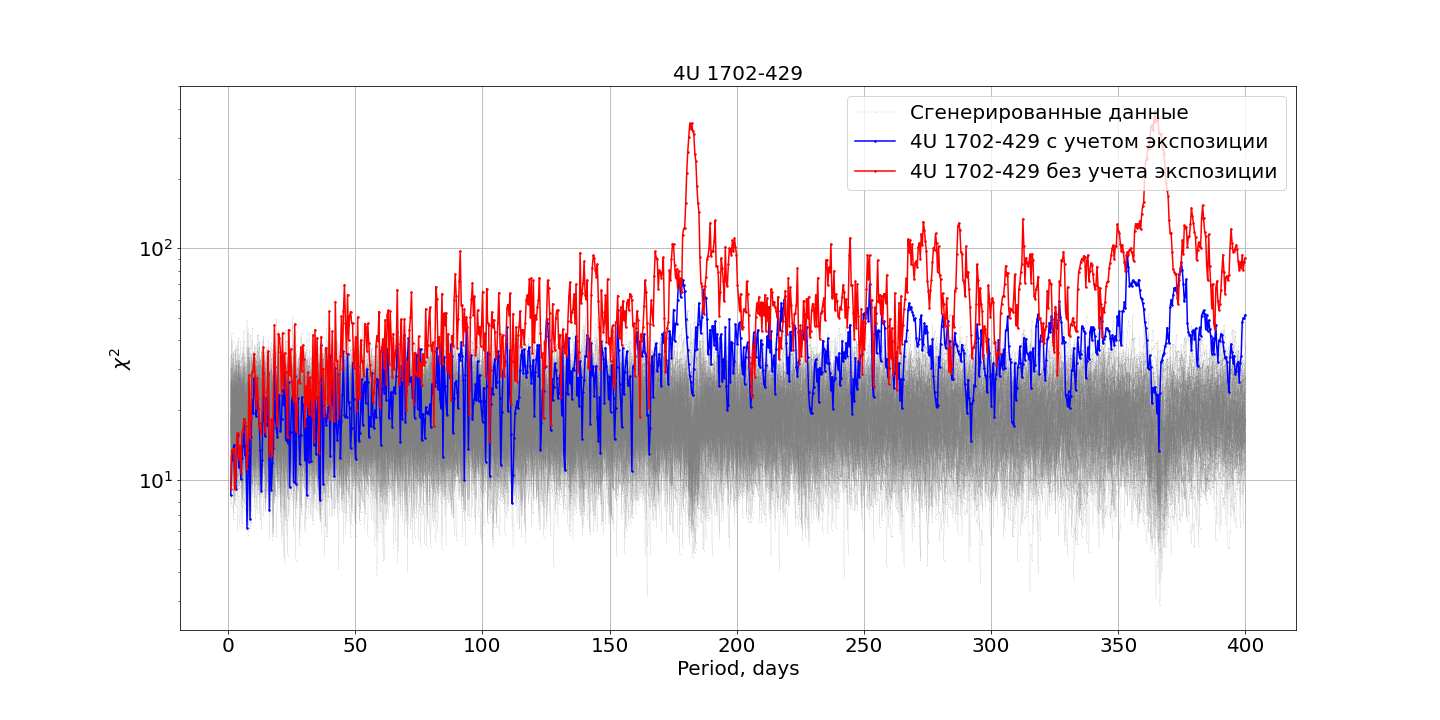 4U 1702-429
Сгенерированные данные
4U 1702-429 с учетом экспозиции
4U 1702-429 без учета экспозиции
χ²
10²
10¹
0 50 100 150 200 250 300 350 400
Period, days